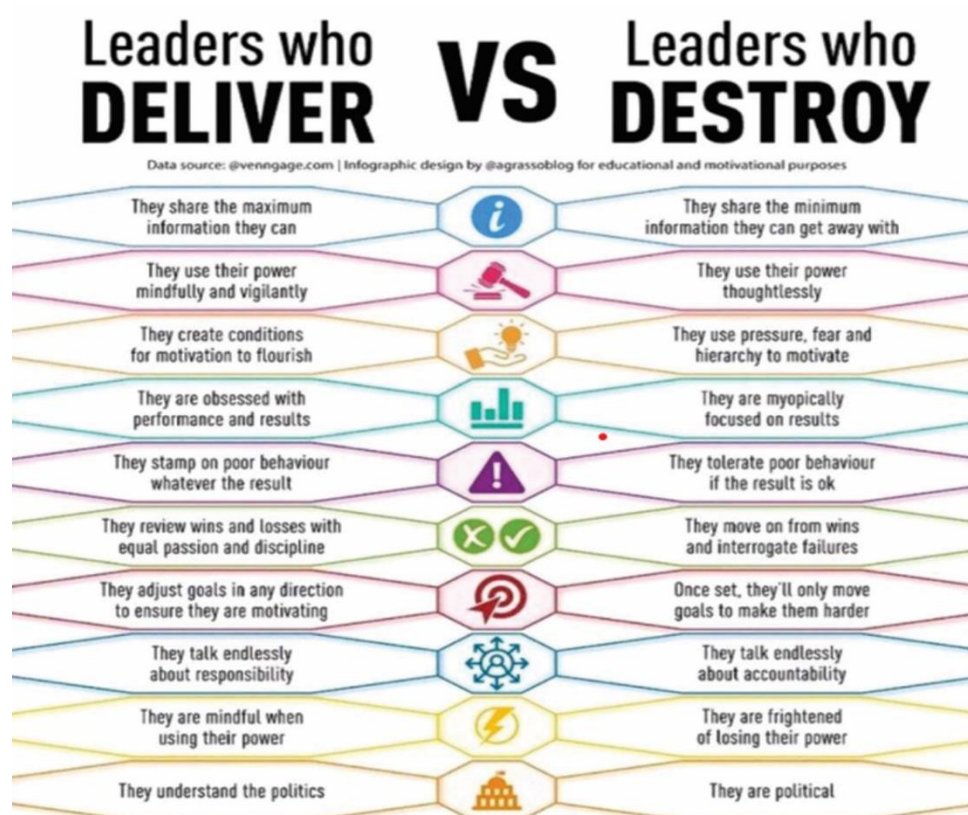 Leaders who
DELIVER
VS
Leaders who
DESTROY
Data source: @venngage.com | Infographic design by @agrassoblog for educational and motivational purposes
They share the maximum
information they can
They share the minimum
information they can get away with
They use their power
mindfully and vigilantly
They use their power
thoughtlessly
They create conditions
for motivation to flourish
They use pressure, fear and
hierarchy to motivate
They are obsessed with
performance and results
They are myopically
focused on results
They stamp on poor behaviour
whatever the result
They tolerate poor behaviour
if the result is ok
They review wins and losses with
equal passion and discipline
They move on from wins
and interrogate failures
They adjust goals in any direction
to ensure they are motivating
Once set, they'll only move
goals to make them harder
They talk endlessly
about responsibility
They talk endlessly
about accountability
They are mindful when
using their power
They are frightened
of losing their power
They understand the politics
They are political